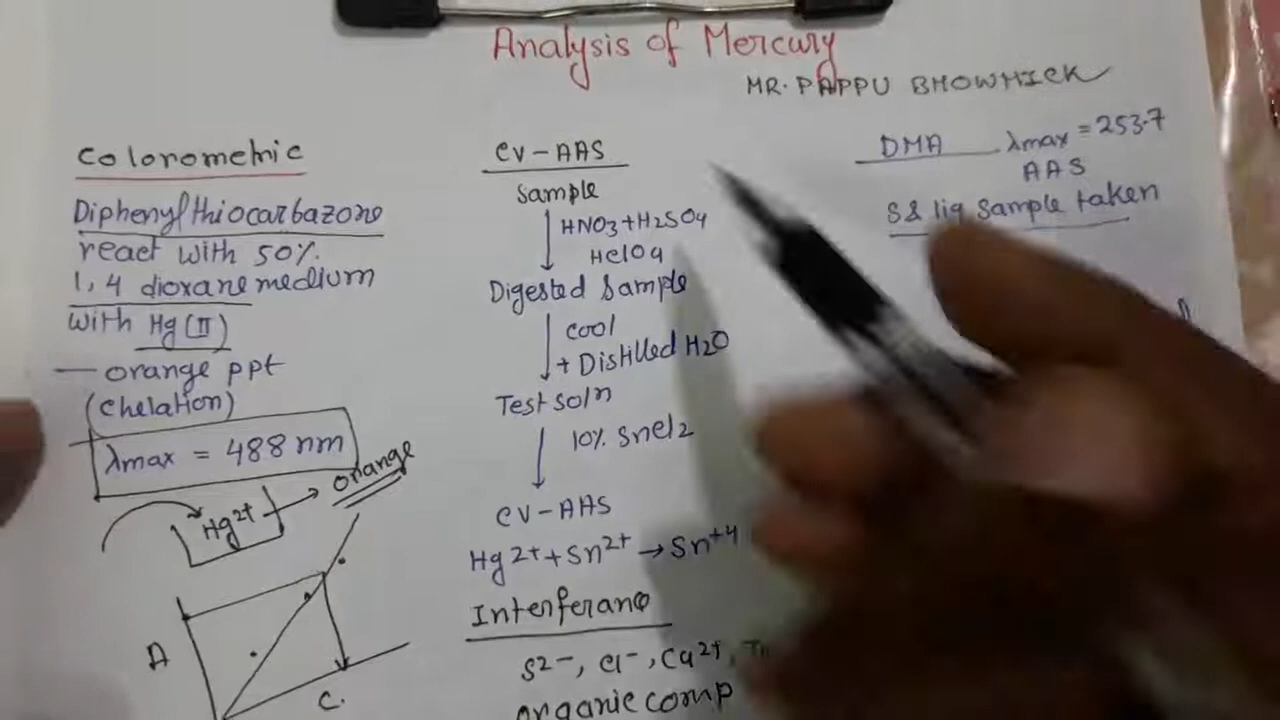 Analysis of Mercury
MR. PAPPU BHOWMICK
Colorometric
Diphenylthiocarbazone
react with 50%.
1, 4 dioxane medium
with Hg(II)
— orange ppt
(chelation)
λmax = 488 nm
Hg2+ → orange
A
C.
CV-AAS
Sample
HNO3+H2SO4
HClO4
Digested Sample
Cool
+ Distilled H2O
Test soln
10% SnCl2
CV-AAS
Hg2+ + Sn2+ → Sn+4
Interferance
S2-, Cl-, Cu2+,
organic comp
DMA λmax = 253.7
AAS
S & liq sample taken